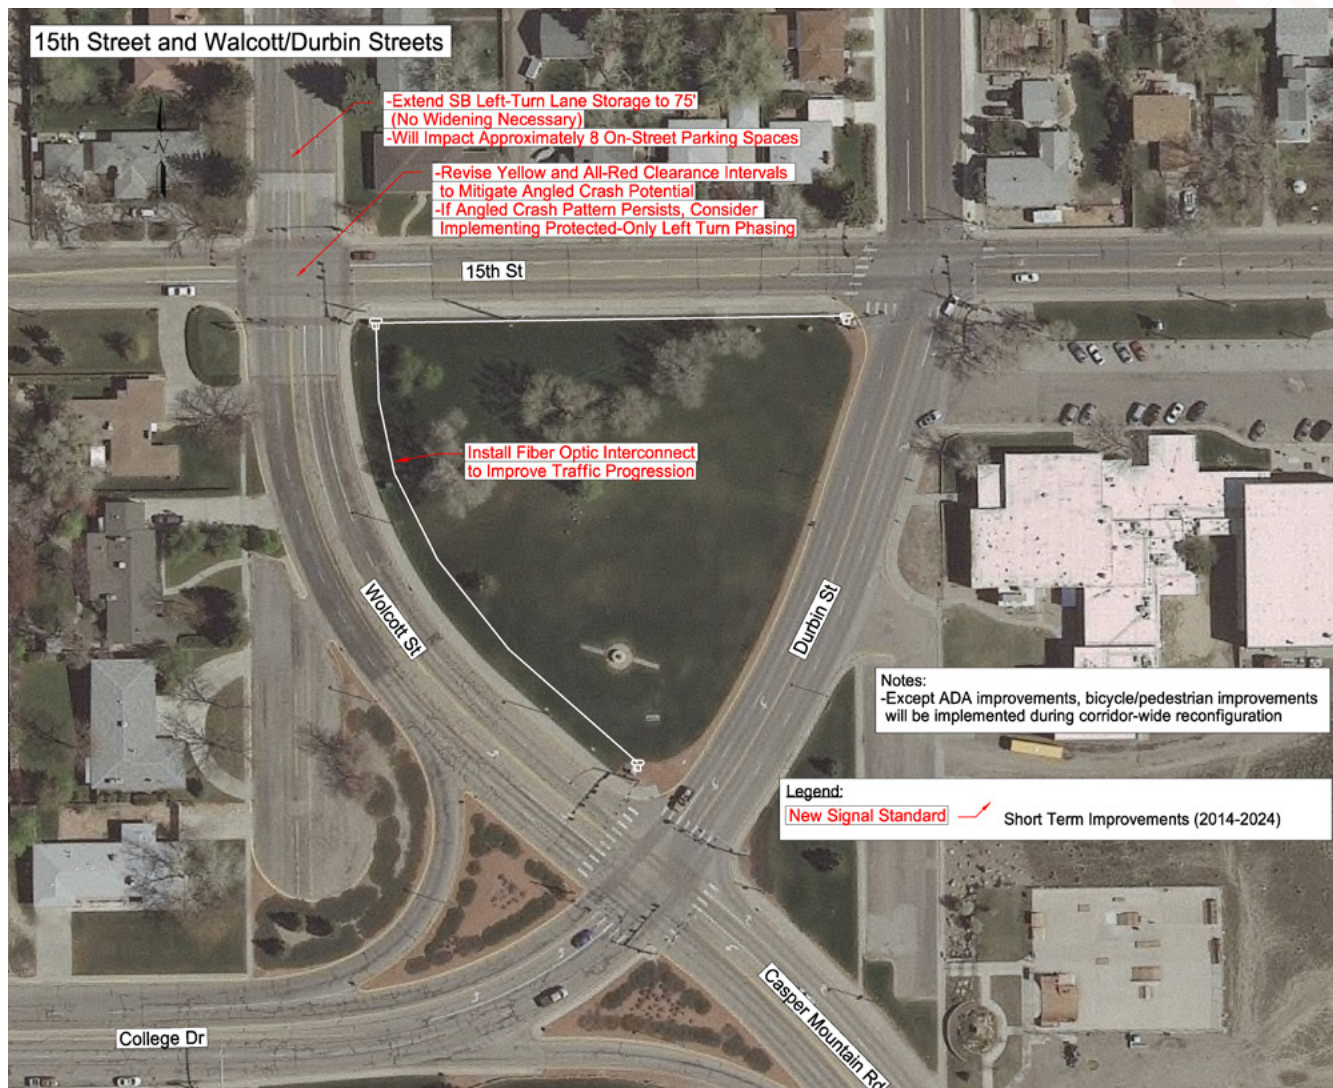 15th Street and Walcott/Durbin Streets
-Extend SB Left-Turn Lane Storage to 75'
(No Widening Necessary)
-Will Impact Approximately 8 On-Street Parking Spaces
N
-Revise Yellow and All-Red Clearance Intervals
to Mitigate Angled Crash Potential
-If Angled Crash Pattern Persists, Consider
Implementing Protected-Only Left Turn Phasing
15th St
Install Fiber Optic Interconnect
to Improve Traffic Progression
Wolcott St
Durbin St
Notes:
-Except ADA improvements, bicycle/pedestrian improvements
will be implemented during corridor-wide reconfiguration
Legend:
New Signal Standard
Short Term Improvements (2014-2024)
Casper Mountain Rd
College Dr